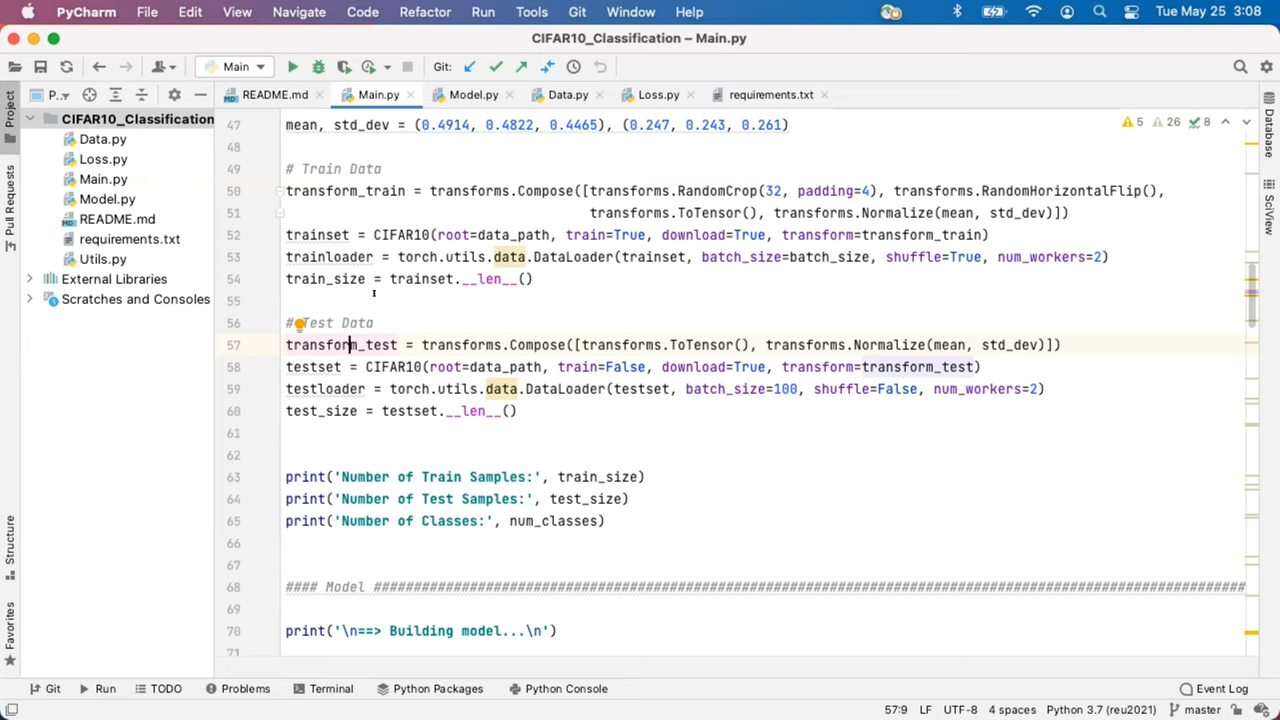 PyCharm File Edit View Navigate Code Refactor Run Tools Git Window Help Tue May 25 3:08
CIFAR10_Classification – Main.py
Main Git:
Project P.. README.md Main.py Model.py Data.py Loss.py requirements.txt
CIFAR10_Classification
Data.py
Loss.py
Main.py
Model.py
README.md
requirements.txt
Utils.py
External Libraries
Scratches and Consoles
Pull Requests
Structure
Favorites
5 26 8
47 mean, std_dev = (0.4914, 0.4822, 0.4465), (0.247, 0.243, 0.261)
48
49 # Train Data
50 transform_train = transforms.Compose([transforms.RandomCrop(32, padding=4), transforms.RandomHorizontalFlip(),
51 transforms.ToTensor(), transforms.Normalize(mean, std_dev)])
52 trainset = CIFAR10(root=data_path, train=True, download=True, transform=transform_train)
53 trainloader = torch.utils.data.DataLoader(trainset, batch_size=batch_size, shuffle=True, num_workers=2)
54 train_size = trainset.__len__()
55
56 # Test Data
57 transform_test = transforms.Compose([transforms.ToTensor(), transforms.Normalize(mean, std_dev)])
58 testset = CIFAR10(root=data_path, train=False, download=True, transform=transform_test)
59 testloader = torch.utils.data.DataLoader(testset, batch_size=100, shuffle=False, num_workers=2)
60 test_size = testset.__len__()
61
62
63 print('Number of Train Samples:', train_size)
64 print('Number of Test Samples:', test_size)
65 print('Number of Classes:', num_classes)
66
67
68 #### Model ################################################################################################################
69
70 print('\n==> Building model...\n')
71
Database
SciView
Git Run TODO Problems Terminal Python Packages Python Console Event Log
57:9 LF UTF-8 4 spaces Python 3.7 (reu2021) master